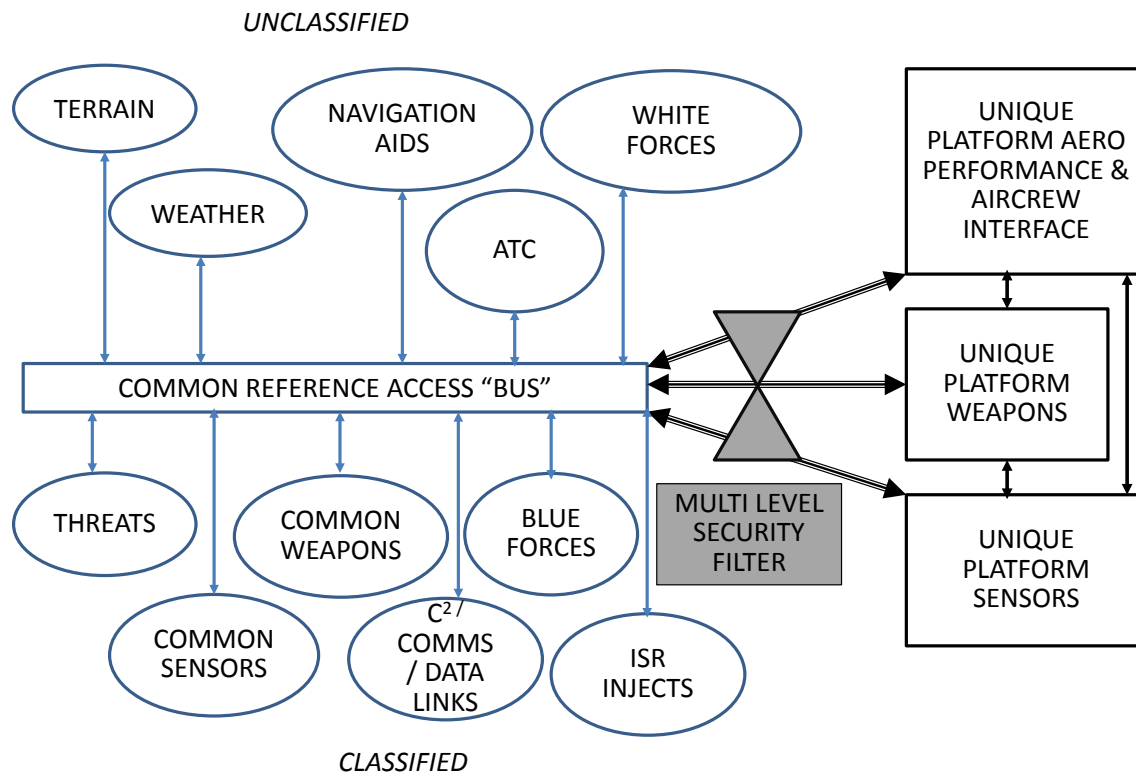 UNCLASSIFIED
TERRAIN
NAVIGATION
AIDS
WHITE
FORCES
WEATHER
ATC
UNIQUE
PLATFORM AERO
PERFORMANCE &
AIRCREW
INTERFACE
COMMON REFERENCE ACCESS “BUS”
UNIQUE
PLATFORM
WEAPONS
THREATS
COMMON
WEAPONS
BLUE
FORCES
MULTI LEVEL
SECURITY
FILTER
UNIQUE
PLATFORM
SENSORS
COMMON
SENSORS
C² /
COMMS
/ DATA
LINKS
ISR
INJECTS
CLASSIFIED